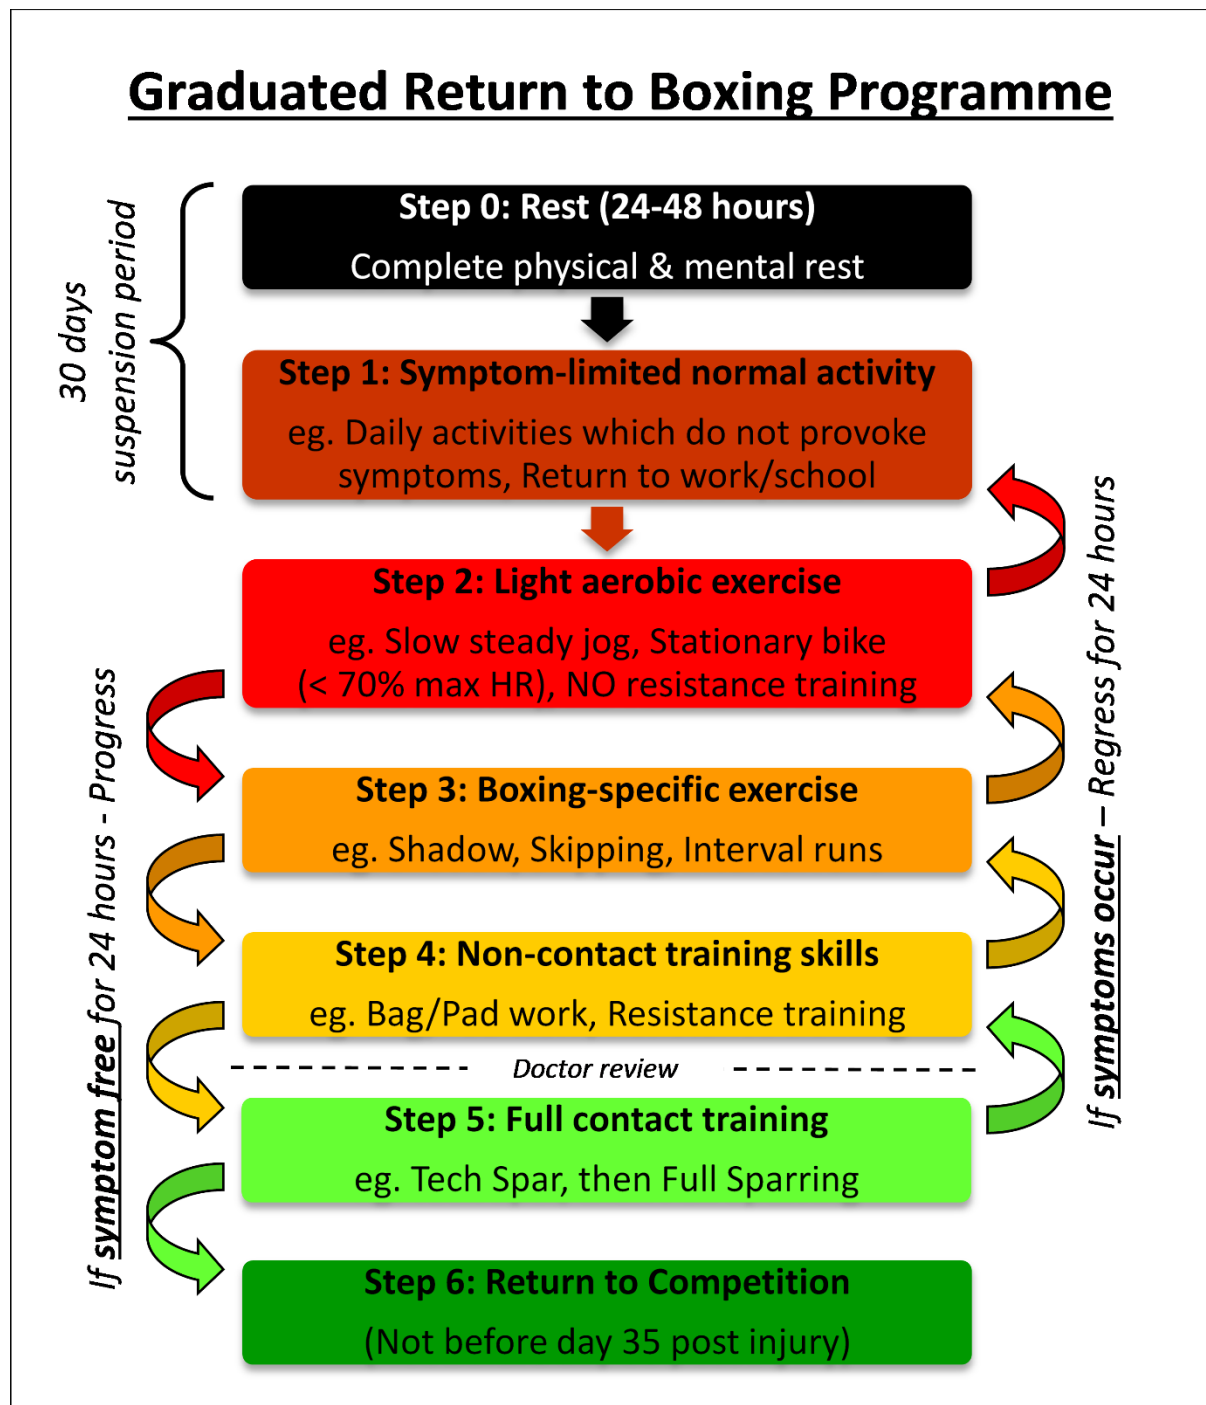 Graduated Return to Boxing Programme
30 days
suspension period
Step 0: Rest (24-48 hours)
Complete physical & mental rest
Step 1: Symptom-limited normal activity
eg. Daily activities which do not provoke
symptoms, Return to work/school
Step 2: Light aerobic exercise
eg. Slow steady jog, Stationary bike
(< 70% max HR), NO resistance training
Step 3: Boxing-specific exercise
eg. Shadow, Skipping, Interval runs
Step 4: Non-contact training skills
eg. Bag/Pad work, Resistance training
Doctor review
Step 5: Full contact training
eg. Tech Spar, then Full Sparring
Step 6: Return to Competition
(Not before day 35 post injury)
If symptom free for 24 hours - Progress
If symptoms occur – Regress for 24 hours